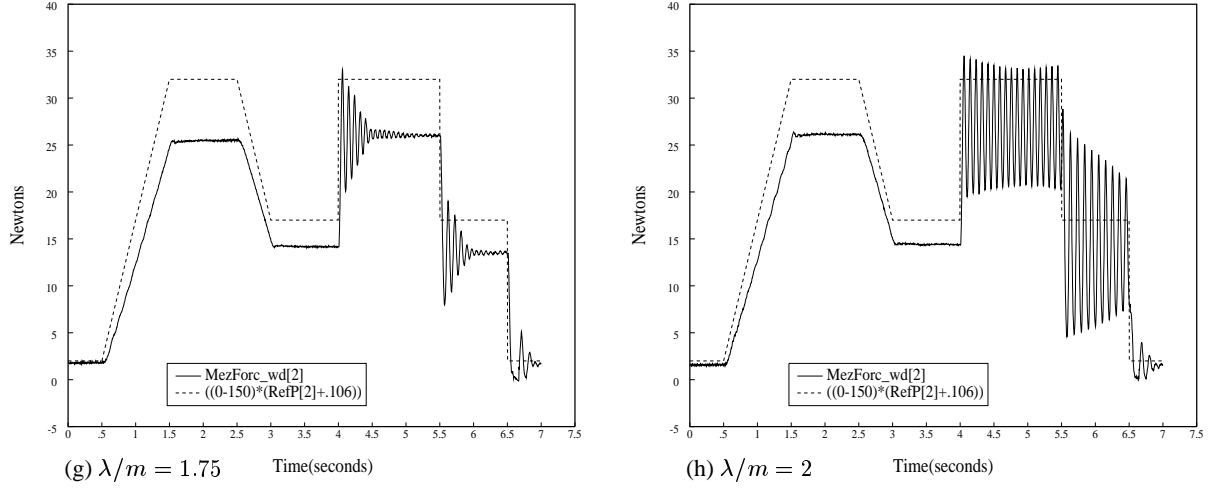 40
35
30
25
20
15
10
5
0
-5
Newtons
MezForc_wd[2]
((0-150)*(RefP[2]+.106))
0 .5 1 1.5 2 2.5 3 3.5 4 4.5 5 5.5 6 6.5 7 7.5
Time(seconds)
(g) λ/m = 1.75
40
35
30
25
20
15
10
5
0
-5
Newtons
MezForc_wd[2]
((0-150)*(RefP[2]+.106))
0 .5 1 1.5 2 2.5 3 3.5 4 4.5 5 5.5 6 6.5 7 7.5
Time(seconds)
(h) λ/m = 2